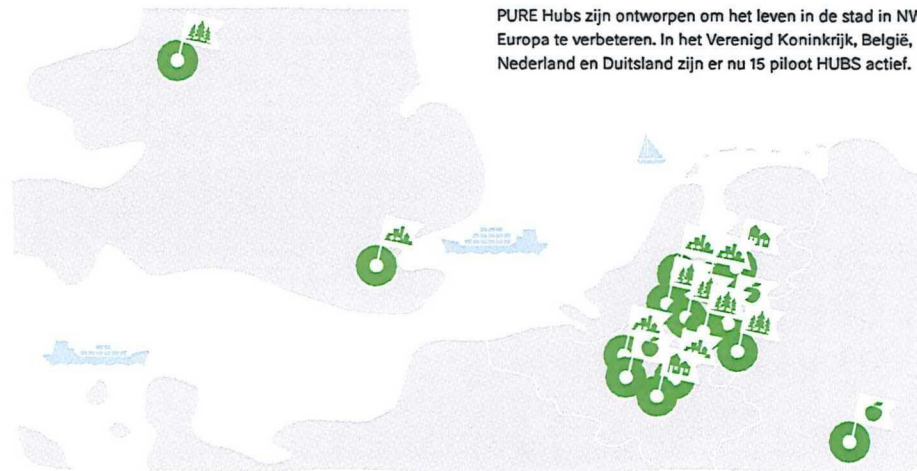 PURE Hubs zijn ontworpen om het leven in de stad in NW
Europa te verbeteren. In het Verenigd Koninkrijk, België,
Nederland en Duitsland zijn er nu 15 piloot HUBS actief.